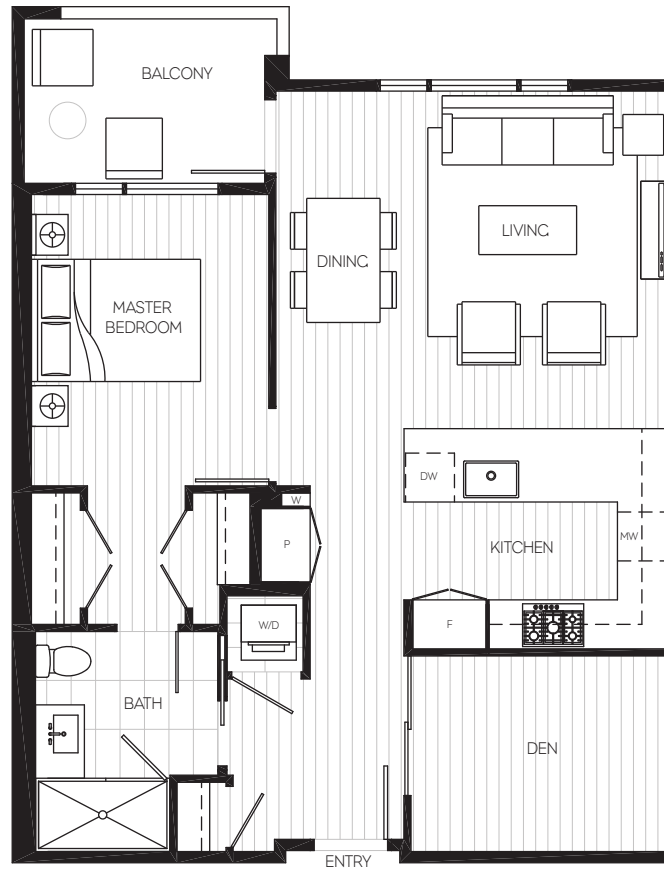 BALCONY
LIVING
DINING
MASTER
BEDROOM
DW
W
KITCHEN
MW
P
F
W/D
BATH
DEN
ENTRY